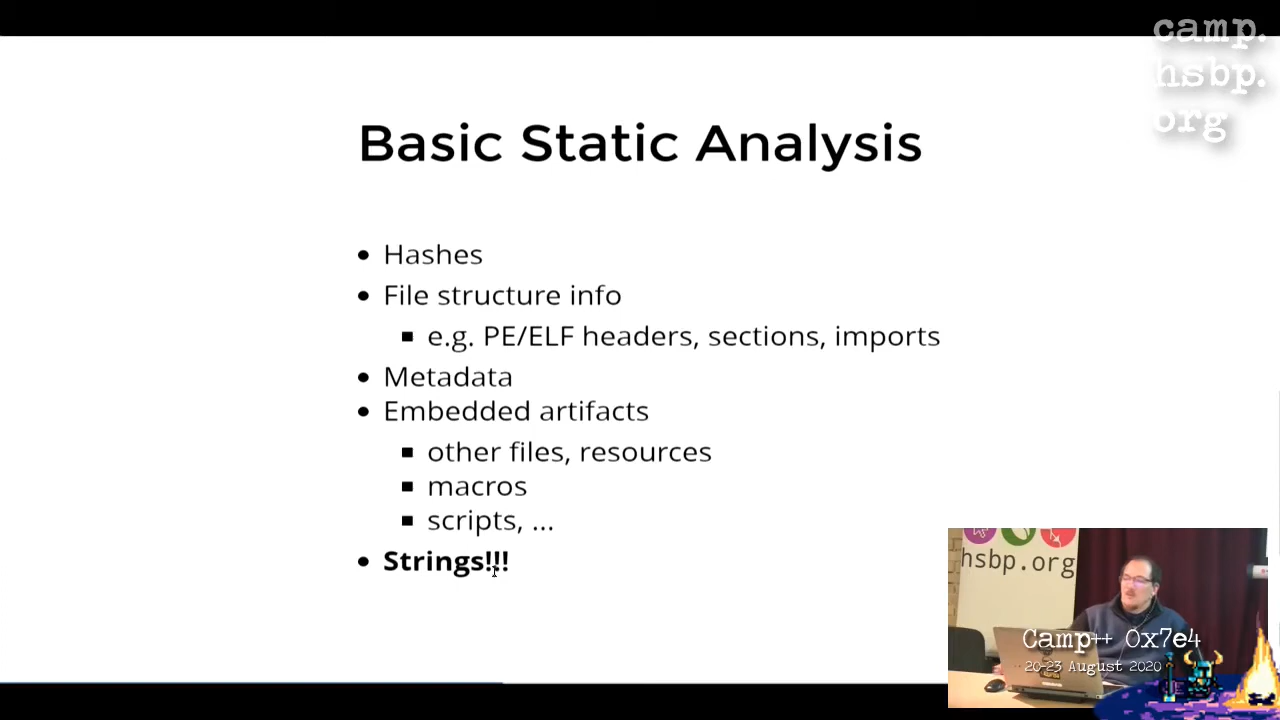 camp.
hsbp.
org
Basic Static Analysis
Hashes
File structure info
e.g. PE/ELF headers, sections, imports
Metadata
Embedded artifacts
other files, resources
macros
scripts, ...
Strings!!!
hsbp.org
Camp++ 0x7e4
20-23 August 2020